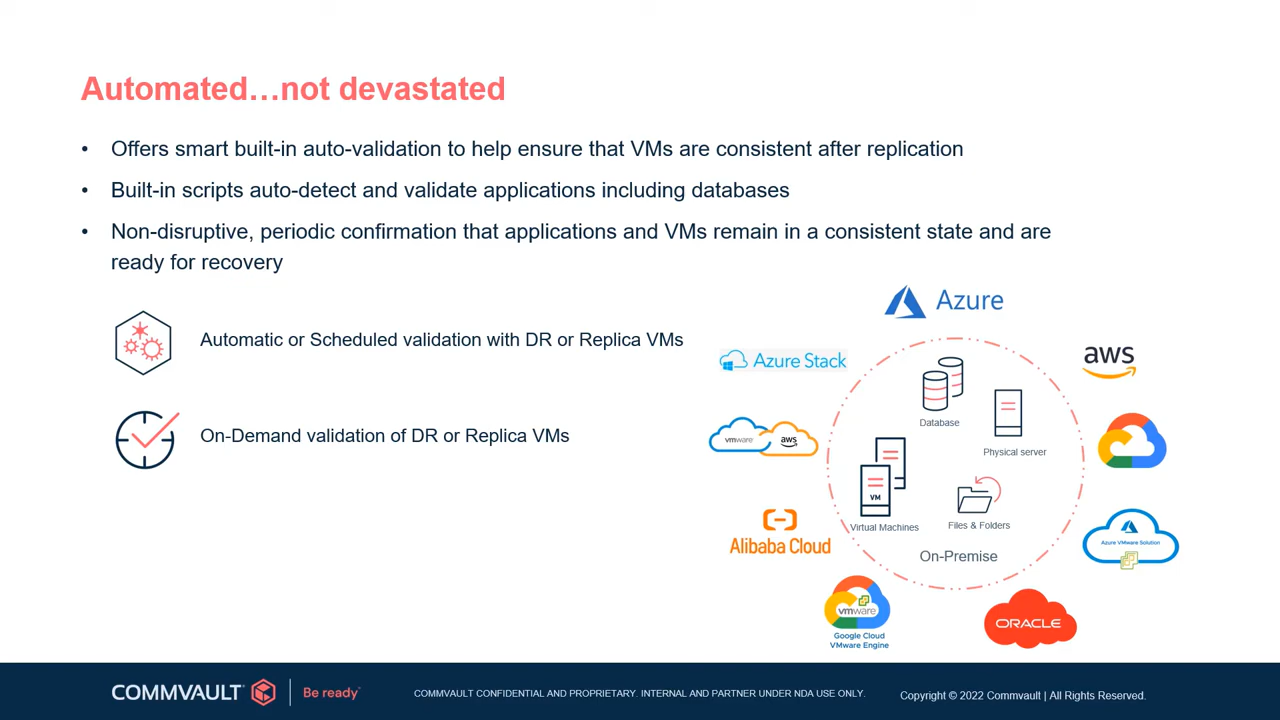 Automated…not devastated
• Offers smart built-in auto-validation to help ensure that VMs are consistent after replication
• Built-in scripts auto-detect and validate applications including databases
• Non-disruptive, periodic confirmation that applications and VMs remain in a consistent state and are
ready for recovery
Automatic or Scheduled validation with DR or Replica VMs
On-Demand validation of DR or Replica VMs
Azure
Azure Stack
aws
vmware
aws
Database
Physical server
VM
Virtual Machines
Files & Folders
On-Premise
Alibaba Cloud
Azure VMware Solution
vmware
Google Cloud
VMware Engine
ORACLE
COMMVAULT
Be ready
COMMVAULT CONFIDENTIAL AND PROPRIETARY. INTERNAL AND PARTNER UNDER NDA USE ONLY.
Copyright © 2022 Commvault | All Rights Reserved.